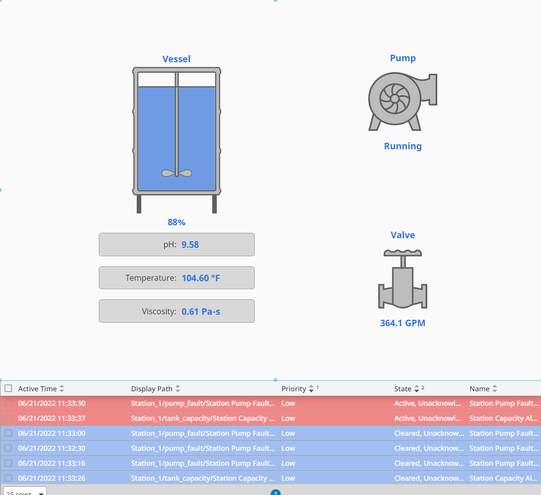 Vessel
Pump
Running
88%
pH: 9.58
Temperature: 104.60 °F
Viscosity: 0.61 Pa-s
Valve
364.1 GPM
Active Time Display Path Priority 1 State 2 Name
06/21/2022 11:33:30 Station_1/pump_fault/Station Pump Fault... Low Active, Unacknowl... Station Pump Fault...
06/21/2022 11:33:37 Station_1/tank_capacity/Station Capacity ... Low Active, Unacknowl... Station Capacity Al...
06/21/2022 11:33:00 Station_1/pump_fault/Station Pump Fault... Low Cleared, Unacknow... Station Pump Fault...
06/21/2022 11:32:30 Station_1/pump_fault/Station Pump Fault... Low Cleared, Unacknow... Station Pump Fault...
06/21/2022 11:33:16 Station_1/pump_fault/Station Pump Fault... Low Cleared, Unacknow... Station Pump Fault...
06/21/2022 11:33:26 Station_1/tank_capacity/Station Capacity ... Low Cleared, Unacknow... Station Capacity Al...
25 rows 1